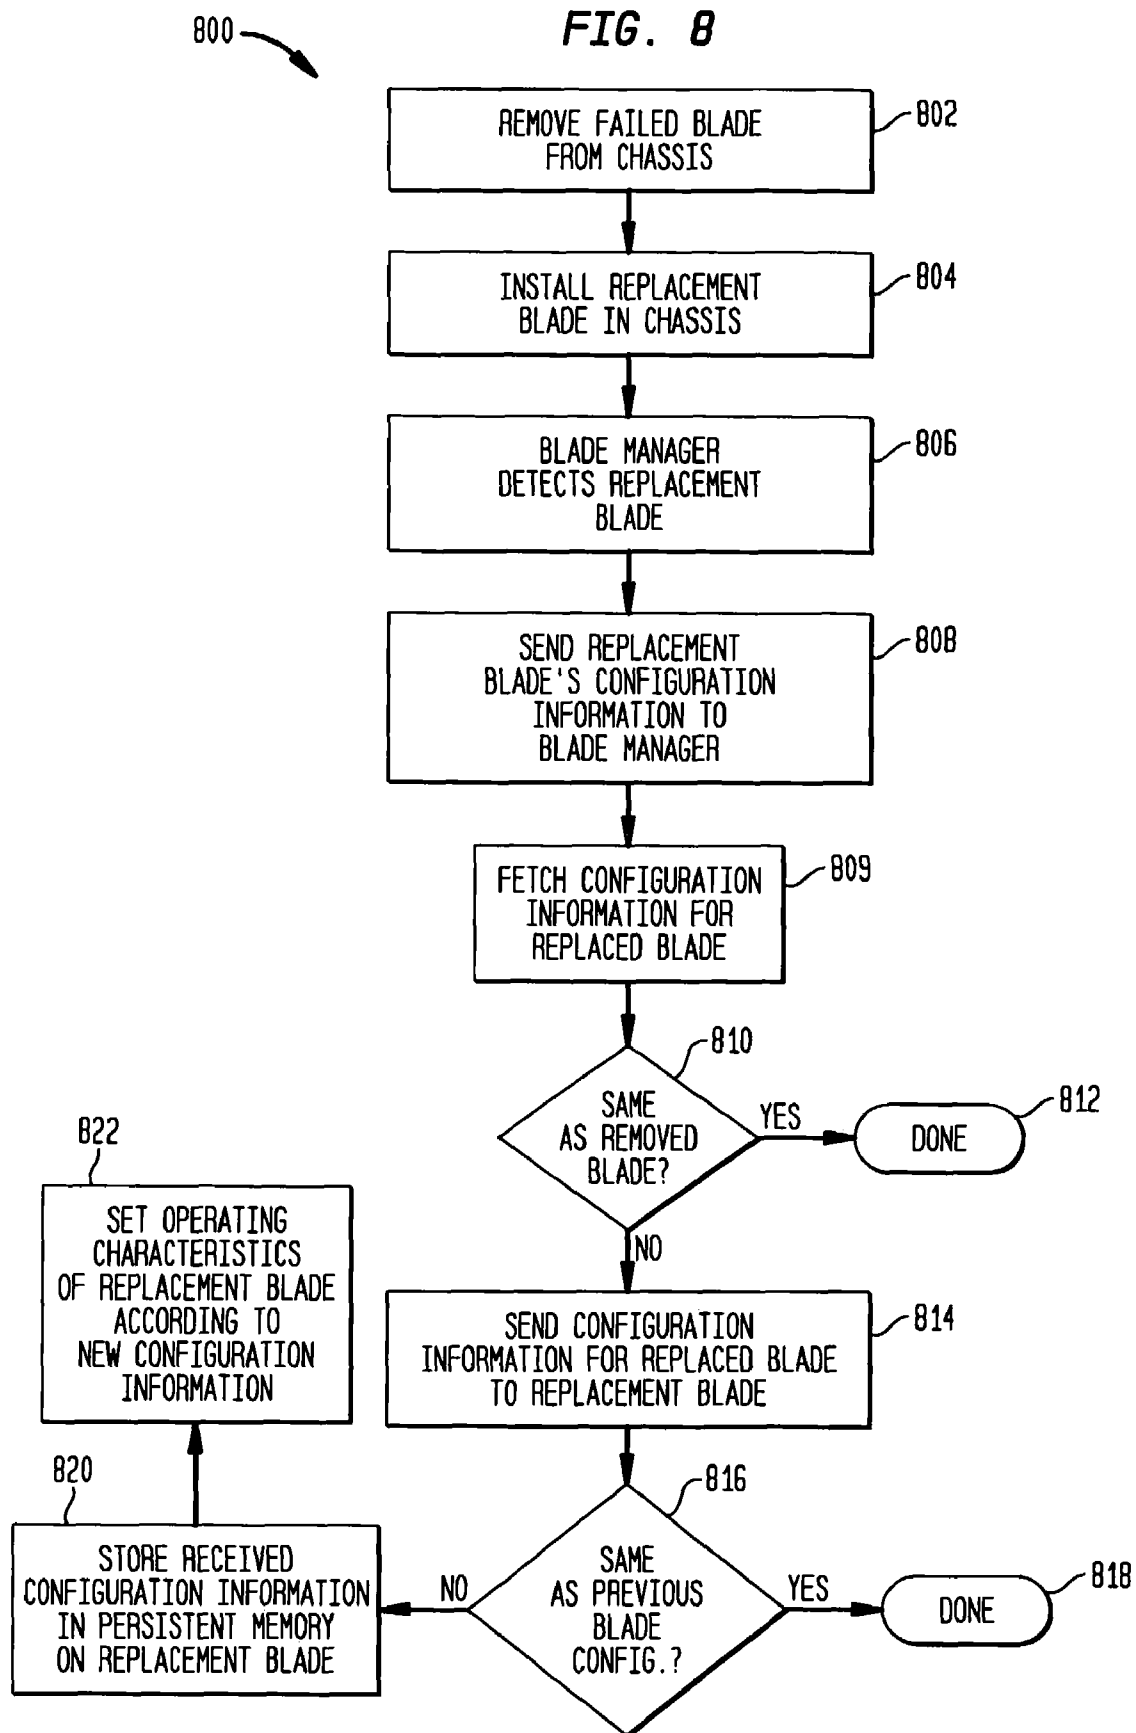 FIG. 8
800
REMOVE FAILED BLADE
FROM CHASSIS
802
INSTALL REPLACEMENT
BLADE IN CHASSIS
804
BLADE MANAGER
DETECTS REPLACEMENT
BLADE
806
SEND REPLACEMENT
BLADE'S CONFIGURATION
INFORMATION TO
BLADE MANAGER
808
FETCH CONFIGURATION
INFORMATION FOR
REPLACED BLADE
809
SAME
AS REMOVED
BLADE?
810
YES
DONE
812
NO
SEND CONFIGURATION
INFORMATION FOR REPLACED BLADE
TO REPLACEMENT BLADE
814
SAME
AS PREVIOUS
BLADE
CONFIG.?
816
YES
DONE
818
NO
STORE RECEIVED
CONFIGURATION INFORMATION
IN PERSISTENT MEMORY
ON REPLACEMENT BLADE
820
SET OPERATING
CHARACTERISTICS
OF REPLACEMENT BLADE
ACCORDING TO
NEW CONFIGURATION
INFORMATION
822